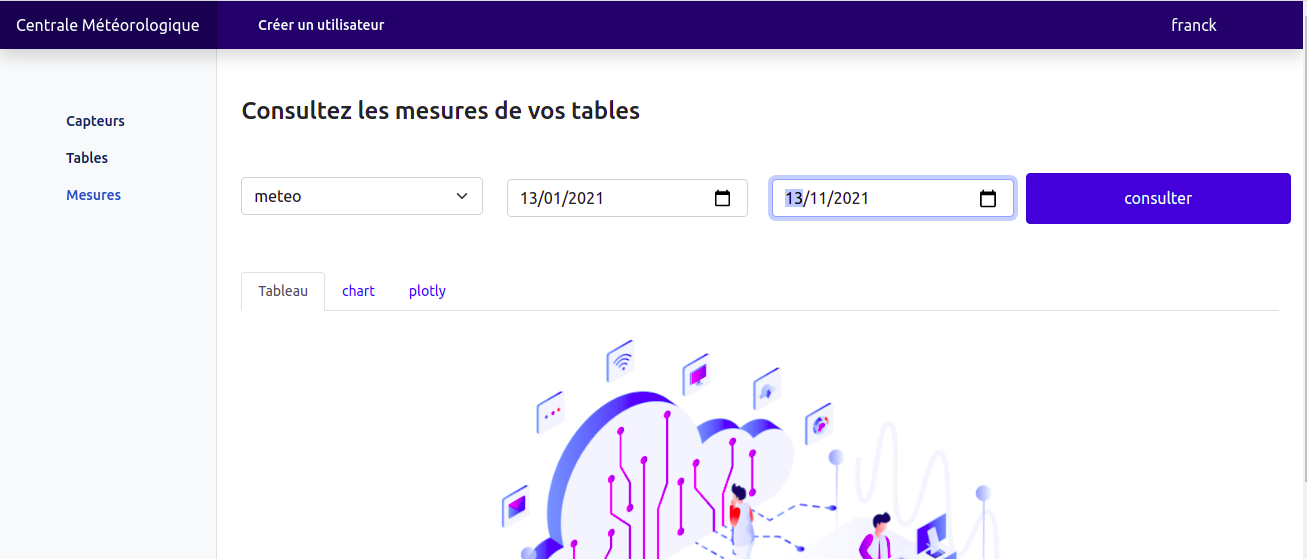 Centrale Météorologique Créer un utilisateur franck
Consultez les mesures de vos tables
Capteurs
Tables
Mesures
meteo 13/01/2021 13/11/2021 consulter
Tableau chart plotly